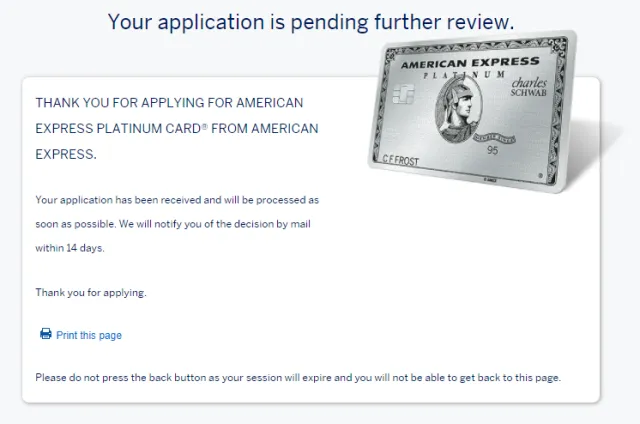 Your application is pending further review.
AMERICAN EXPRESS
PLATINUM
charles
SCHWAB
95
C F FROST
THANK YOU FOR APPLYING FOR AMERICAN
EXPRESS PLATINUM CARD® FROM AMERICAN
EXPRESS.
Your application has been received and will be processed as
soon as possible. We will notify you of the decision by mail
within 14 days.
Thank you for applying.
Print this page
Please do not press the back button as your session will expire and you will not be able to get back to this page.